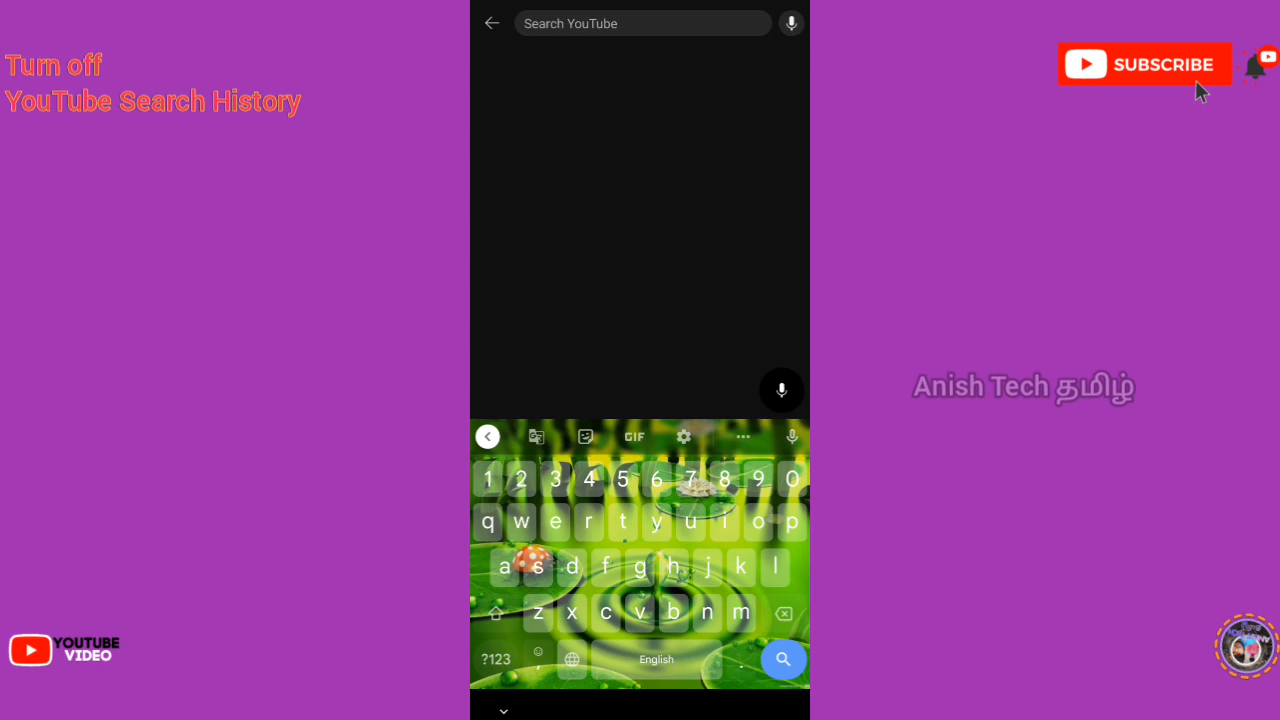 Turn off
YouTube Search History
Search YouTube
SUBSCRIBE
Anish Tech தமிழ்
GIF
1 2 3 4 5 6 7 8 9 0
q w e r t y u i o p
a s d f g h j k l
z x c v b n m
?123 , English .
YOUTUBE
VIDEO